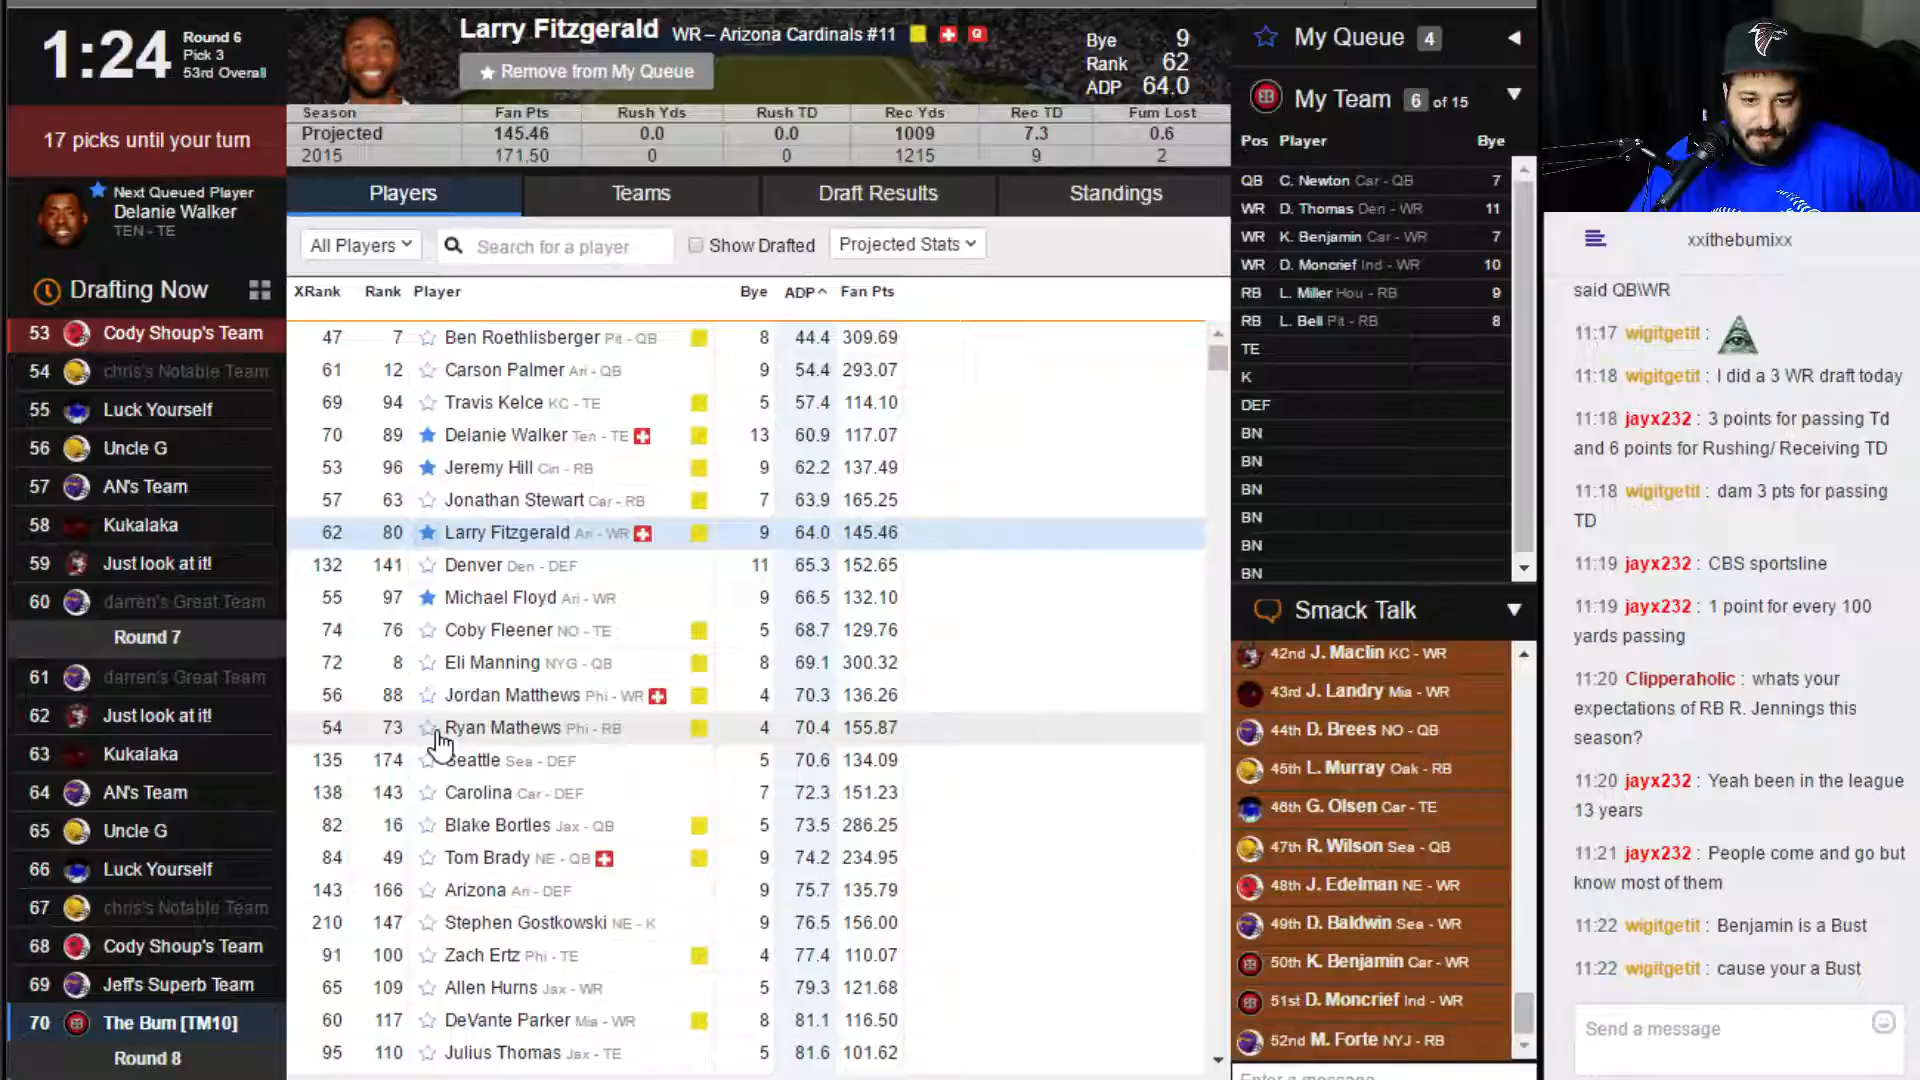 1:24
Round 6
Pick 3
53rd Overall
17 picks until your turn
Next Queued Player
Delanie Walker
TEN - TE
Drafting Now
53 Cody Shoup's Team
54 chris's Notable Team
55 Luck Yourself
56 Uncle G
57 AN's Team
58 Kukalaka
59 Just look at it!
60 darren's Great Team
Round 7
61 darren's Great Team
62 Just look at it!
63 Kukalaka
64 AN's Team
65 Uncle G
66 Luck Yourself
67 chris's Notable Team
68 Cody Shoup's Team
69 Jeff's Superb Team
70 The Bum [TM10]
Round 8
Larry Fitzgerald WR – Arizona Cardinals #11 Q
Remove from My Queue
Bye 9
Rank 62
ADP 64.0
Season Fan Pts Rush Yds Rush TD Rec Yds Rec TD Fum Lost
Projected 145.46 0.0 0.0 1009 7.3 0.6
2015 171.50 0 0 1215 9 2
Players Teams Draft Results Standings
All Players Search for a player Show Drafted Projected Stats
XRank Rank Player Bye ADP Fan Pts
47 7 Ben Roethlisberger Pit - QB 8 44.4 309.69
61 12 Carson Palmer Ari - QB 9 54.4 293.07
69 94 Travis Kelce KC - TE 5 57.4 114.10
70 89 Delanie Walker Ten - TE 13 60.9 117.07
53 96 Jeremy Hill Cin - RB 9 62.2 137.49
57 63 Jonathan Stewart Car - RB 7 63.9 165.25
62 80 Larry Fitzgerald Ari - WR 9 64.0 145.46
132 141 Denver Den - DEF 11 65.3 152.65
55 97 Michael Floyd Ari - WR 9 66.5 132.10
74 76 Coby Fleener NO - TE 5 68.7 129.76
72 8 Eli Manning NYG - QB 8 69.1 300.32
56 88 Jordan Matthews Phi - WR 4 70.3 136.26
54 73 Ryan Mathews Phi - RB 4 70.4 155.87
135 174 Seattle Sea - DEF 5 70.6 134.09
138 143 Carolina Car - DEF 7 72.3 151.23
82 16 Blake Bortles Jax - QB 5 73.5 286.25
84 49 Tom Brady NE - QB 9 74.2 234.95
143 166 Arizona Ari - DEF 9 75.7 135.79
210 147 Stephen Gostkowski NE - K 9 76.5 156.00
91 100 Zach Ertz Phi - TE 4 77.4 110.07
65 109 Allen Hurns Jax - WR 5 79.3 121.68
60 117 DeVante Parker Mia - WR 8 81.1 116.50
95 110 Julius Thomas Jax - TE 5 81.6 101.62
My Queue 4
My Team 6 of 15
Pos Player Bye
QB C. Newton Car - QB 7
WR D. Thomas Den - WR 11
WR K. Benjamin Car - WR 7
WR D. Moncrief Ind - WR 10
RB L. Miller Hou - RB 9
RB L. Bell Pit - RB 8
TE
K
DEF
BN
BN
BN
BN
BN
BN
Smack Talk
42nd J. Maclin KC - WR
43rd J. Landry Mia - WR
44th D. Brees NO - QB
45th L. Murray Oak - RB
46th G. Olsen Car - TE
47th R. Wilson Sea - QB
48th J. Edelman NE - WR
49th D. Baldwin Sea - WR
50th K. Benjamin Car - WR
51st D. Moncrief Ind - WR
52nd M. Forte NYJ - RB
Enter a message
xxithebumixx
said QB\WR
11:17 wigitgetit :
11:18 wigitgetit : I did a 3 WR draft today
11:18 jayx232 : 3 points for passing Td
and 6 points for Rushing/ Receiving TD
11:18 wigitgetit : dam 3 pts for passing
TD
11:19 jayx232 : CBS sportsline
11:19 jayx232 : 1 point for every 100
yards passing
11:20 Clipperaholic : whats your
expectations of RB R. Jennings this
season?
11:20 jayx232 : Yeah been in the league
13 years
11:21 jayx232 : People come and go but
know most of them
11:22 wigitgetit : Benjamin is a Bust
11:22 wigitgetit : cause your a Bust
Send a message